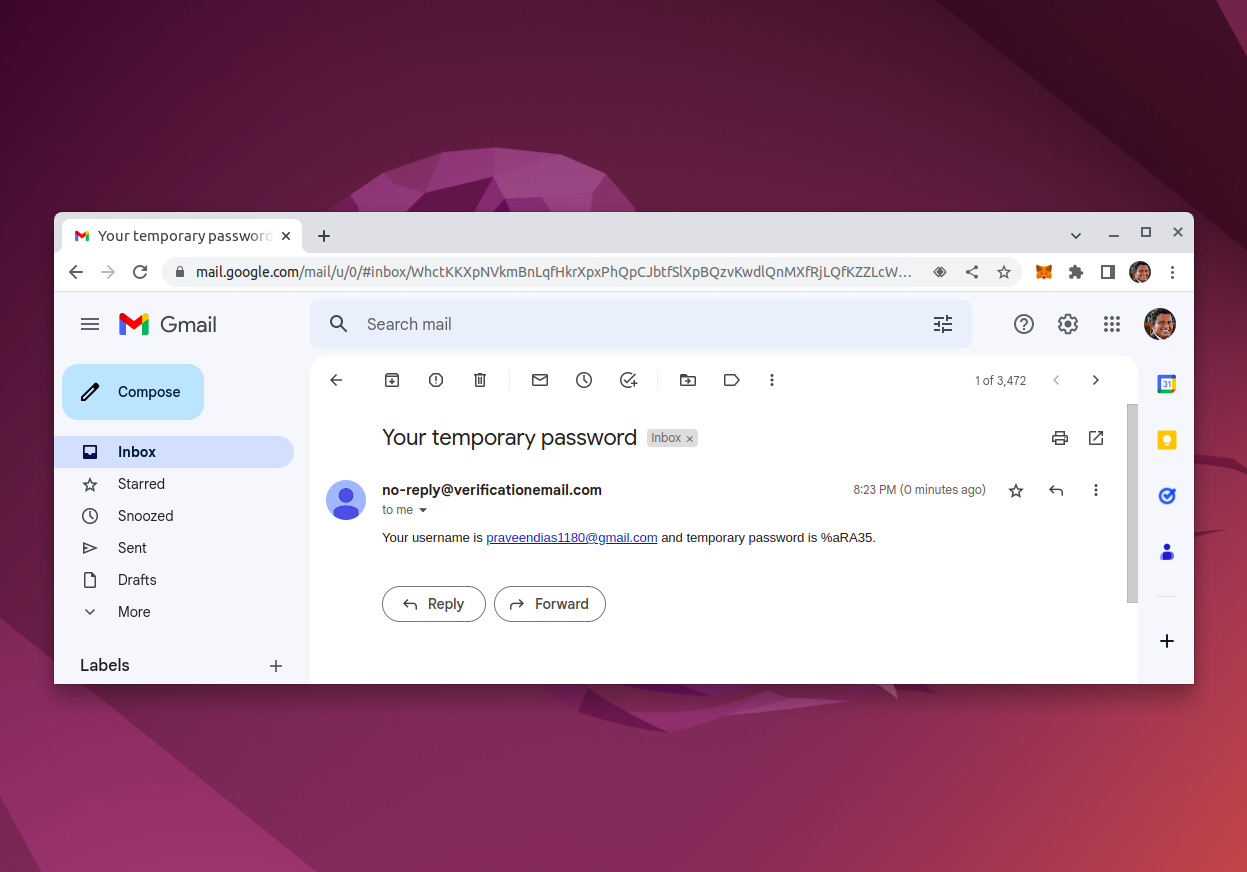 Your temporary password
mail.google.com/mail/u/0/#inbox/WhctKKXpNVkmBnLqfHkrXpxPhQpCJbtfSlXpBQzvKwdlQnMXfRjLQfKZZLcW...
Gmail
Search mail
Compose
1 of 3,472
31
Your temporary password Inbox ×
Inbox
no-reply@verificationemail.com 8:23 PM (0 minutes ago)
Starred
to me
Snoozed
Your username is praveendias1180@gmail.com and temporary password is %aRA35.
Sent
Drafts
More
Reply Forward
Labels